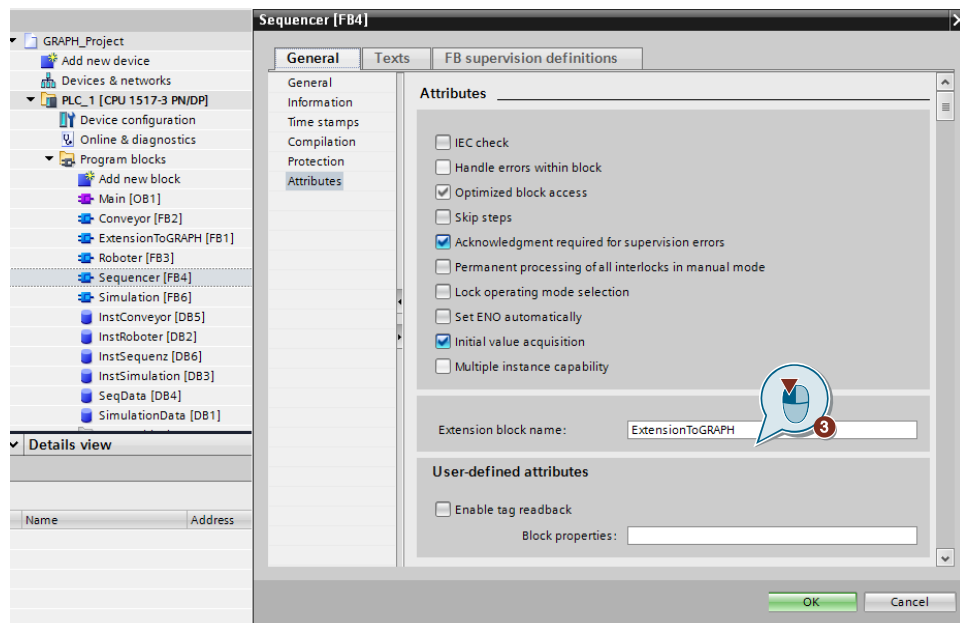 Sequencer [FB4]
GRAPH_Project
Add new device
Devices & networks
PLC_1 [CPU 1517-3 PN/DP]
Device configuration
Online & diagnostics
Program blocks
Add new block
Main [OB1]
Conveyor [FB2]
ExtensionToGRAPH [FB1]
Roboter [FB3]
Sequencer [FB4]
Simulation [FB6]
InstConveyor [DB5]
InstRoboter [DB2]
InstSequenz [DB6]
InstSimulation [DB3]
SeqData [DB4]
SimulationData [DB1]
Details view
Name Address
General Texts FB supervision definitions
General
Information
Time stamps
Compilation
Protection
Attributes
Attributes
IEC check
Handle errors within block
Optimized block access
Skip steps
Acknowledgment required for supervision errors
Permanent processing of all interlocks in manual mode
Lock operating mode selection
Set ENO automatically
Initial value acquisition
Multiple instance capability
Extension block name: ExtensionToGRAPH
3
User-defined attributes
Enable tag readback
Block properties:
OK Cancel